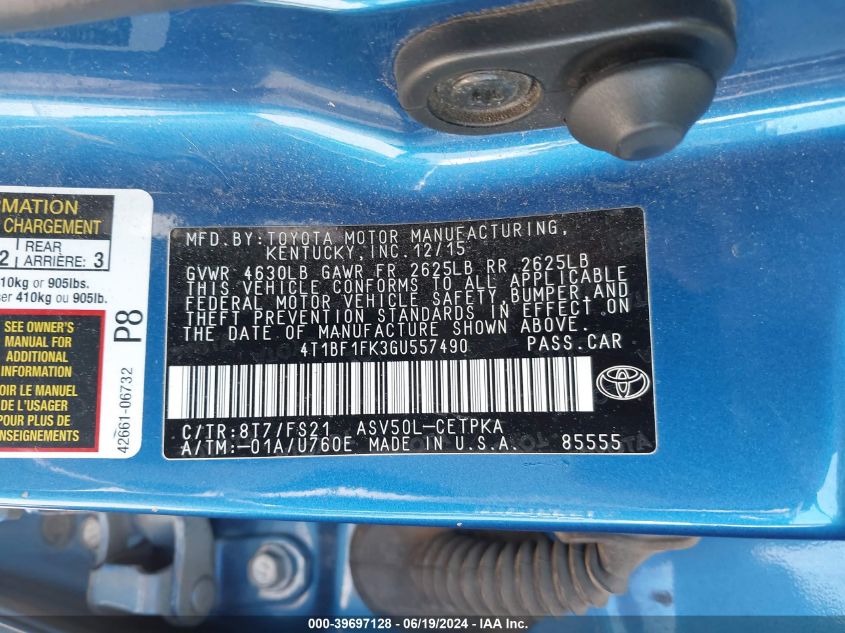 RMATION
CHARGEMENT
2 REAR
ARRIÈRE: 3
10kg or 905lbs.
ser 410kg ou 905lb.
SEE OWNER'S
MANUAL FOR
ADDITIONAL
INFORMATION
VOIR LE MANUEL
DE L'USAGER
POUR PLUS DE
RENSEIGNEMENTS
P8
42661-06732
MFD. BY: TOYOTA MOTOR MANUFACTURING,
KENTUCKY, INC. 12/15
GVWR 4630LB GAWR FR 2625LB RR 2625LB
THIS VEHICLE CONFORMS TO ALL APPLICABLE
FEDERAL MOTOR VEHICLE SAFETY, BUMPER, AND
THEFT PREVENTION STANDARDS IN EFFECT ON
THE DATE OF MANUFACTURE SHOWN ABOVE.
4T1BF1FK3GU557490 PASS. CAR
C/TR: 8T7/FS21 ASV50L-CETPKA
A/TM: -01A/U760E MADE IN U.S.A. 85555
000-39697128 - 06/19/2024 - IAA, Inc.